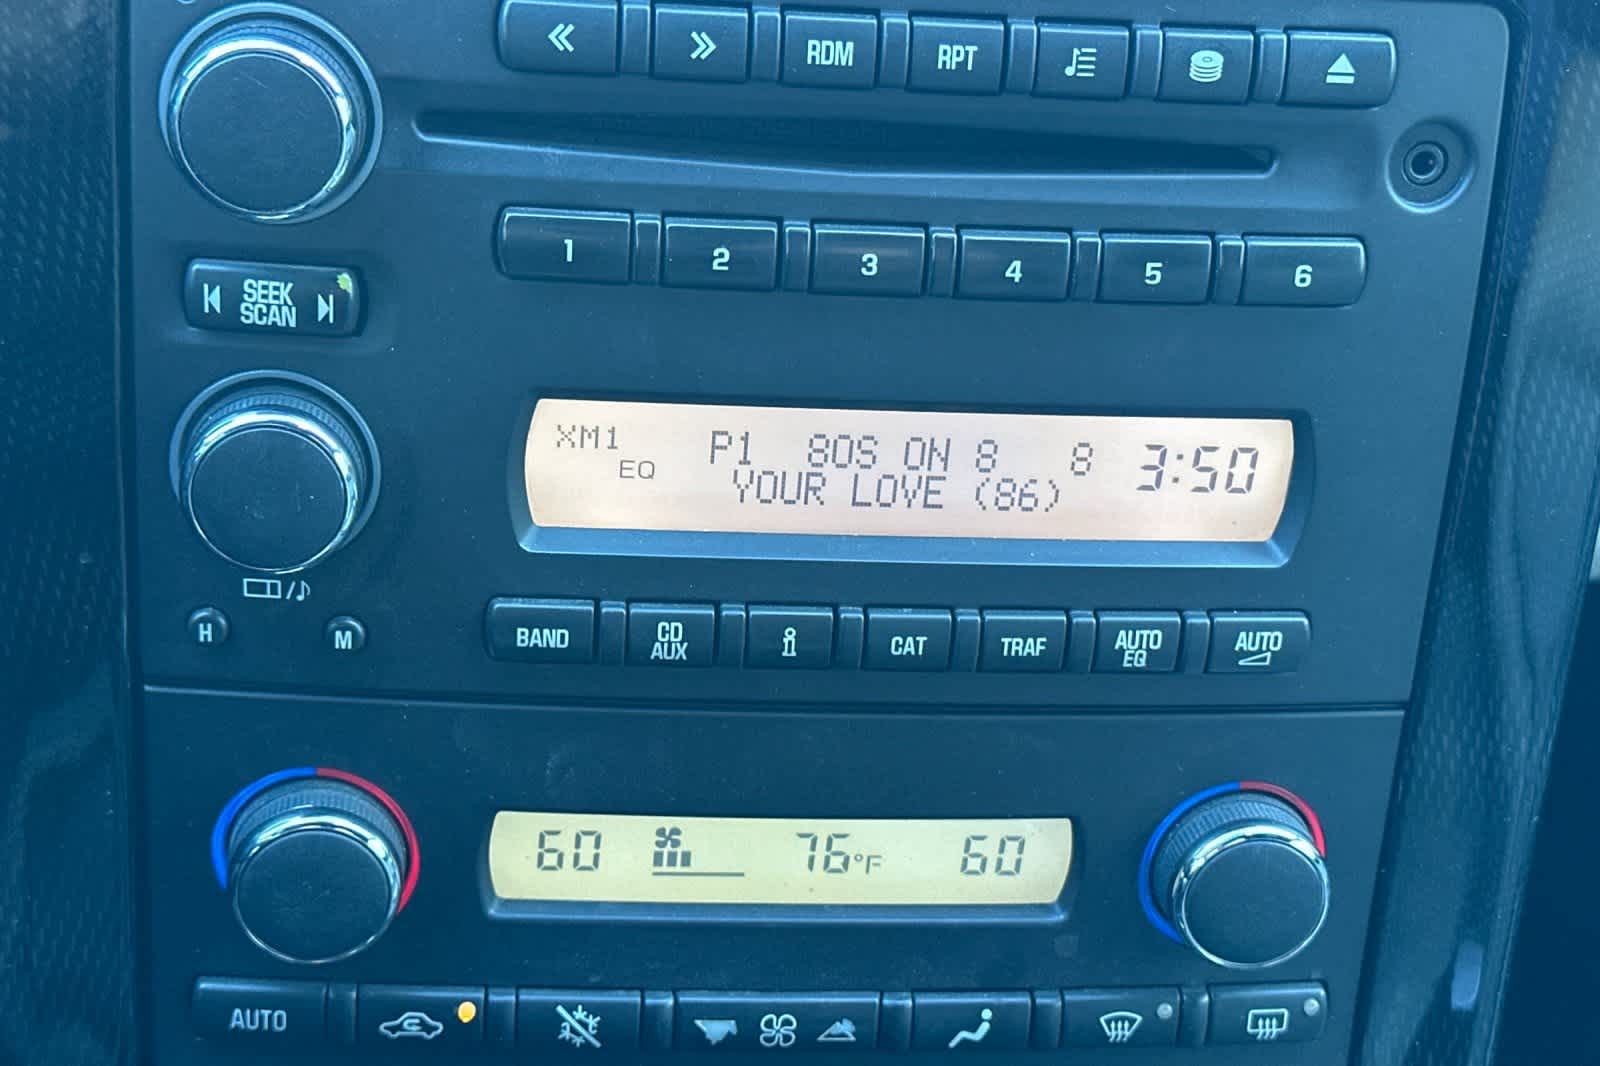 RDM RPT
1 2 3 4 5 6
SEEK
SCAN
XM1 P1 80S ON 8 8 3:50
EQ YOUR LOVE (86)
H M
BAND CD AUX i CAT TRAF AUTO EQ AUTO
60 76°F 60
AUTO